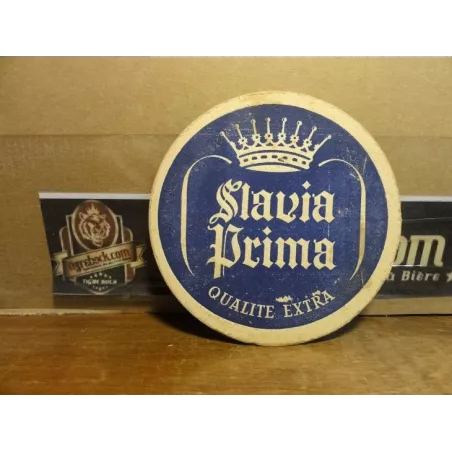 Slavia
Prima
QUALITE EXTRA
Tigrebock.com
TIGRE BOCK
om
a Bière